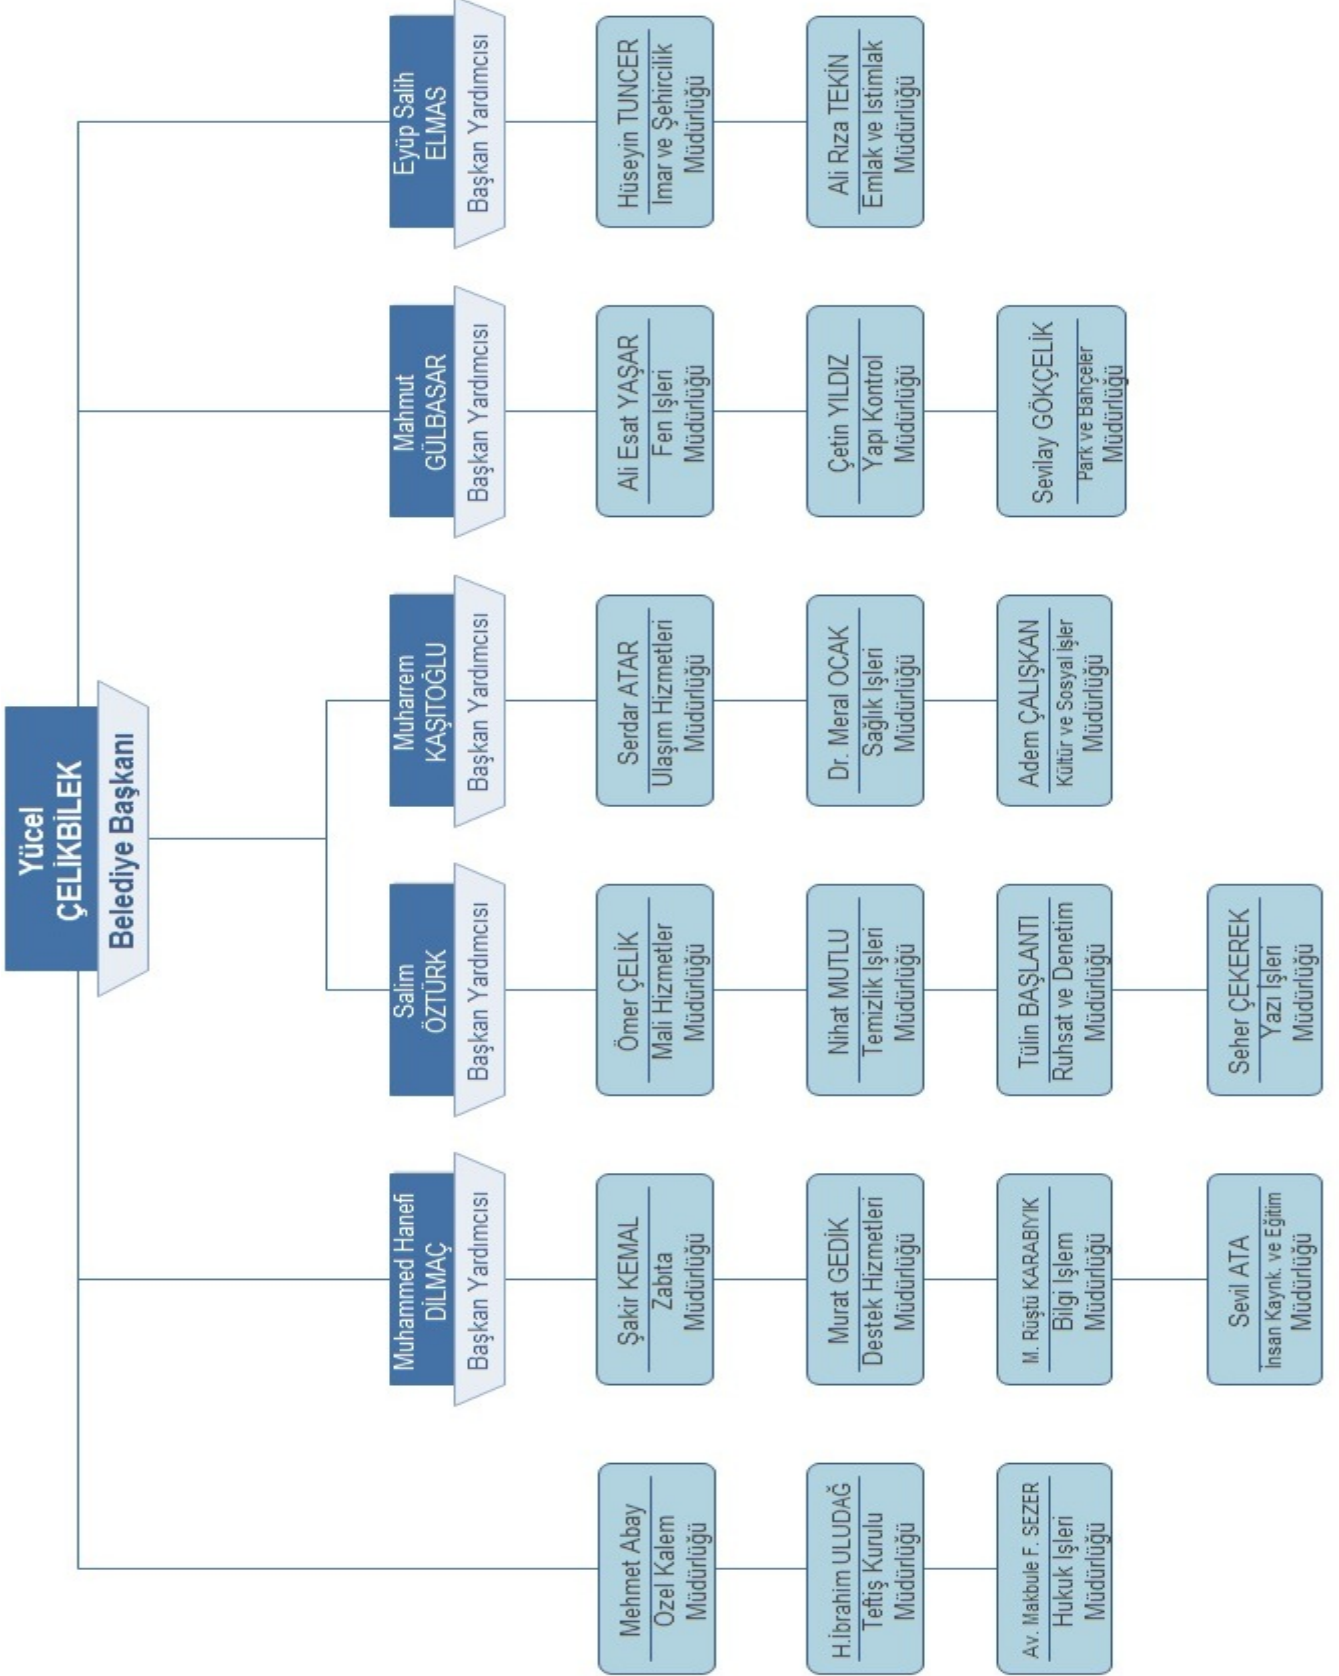 Yücel
ÇELİKBİLEK
Belediye Başkanı
Mehmet Abay
Özel Kalem
Müdürlüğü
H.İbrahim ULUDAĞ
Teftiş Kurulu
Müdürlüğü
Av. Makbule F. SEZER
Hukuk İşleri
Müdürlüğü
Muhammed Hanefi
DİLMAÇ
Başkan Yardımcısı
Şakir KEMAL
Zabıta
Müdürlüğü
Murat GEDİK
Destek Hizmetleri
Müdürlüğü
M. Rüştü KARABIYIK
Bilgi İşlem
Müdürlüğü
Sevil ATA
İnsan Kaynk. ve Eğitim
Müdürlüğü
Salim
ÖZTÜRK
Başkan Yardımcısı
Ömer ÇELİK
Mali Hizmetler
Müdürlüğü
Nihat MUTLU
Temizlik İşleri
Müdürlüğü
Tülin BAŞLANTI
Ruhsat ve Denetim
Müdürlüğü
Seher ÇEKEREK
Yazı İşleri
Müdürlüğü
Muharrem
KAŞITOĞLU
Başkan Yardımcısı
Serdar ATAR
Ulaşım Hizmetleri
Müdürlüğü
Dr. Meral OCAK
Sağlık İşleri
Müdürlüğü
Adem ÇALIŞKAN
Kültür ve Sosyal İşler
Müdürlüğü
Mahmut
GÜLBASAR
Başkan Yardımcısı
Ali Esat YAŞAR
Fen İşleri
Müdürlüğü
Çetin YILDIZ
Yapı Kontrol
Müdürlüğü
Sevilay GÖKÇELİK
Park ve Bahçeler
Müdürlüğü
Eyüp Salih
ELMAS
Başkan Yardımcısı
Hüseyin TUNCER
İmar ve Şehircilik
Müdürlüğü
Ali Rıza TEKİN
Emlak ve İstimlak
Müdürlüğü